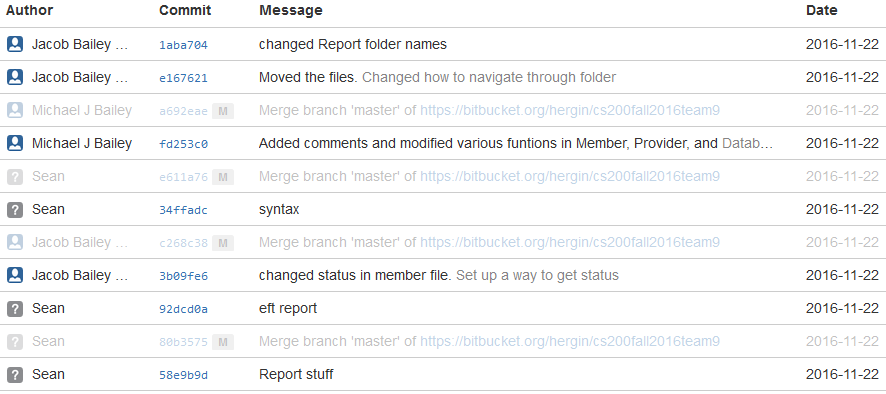 Author Commit Message Date
Jacob Bailey ... 1aba704 changed Report folder names 2016-11-22
Jacob Bailey ... e167621 Moved the files. Changed how to navigate through folder 2016-11-22
Michael J Bailey a692eae M Merge branch 'master' of https://bitbucket.org/hergin/cs200fall2016team9 2016-11-22
Michael J Bailey fd253c0 Added comments and modified various funtions in Member, Provider, and Datab... 2016-11-22
? Sean e611a76 M Merge branch 'master' of https://bitbucket.org/hergin/cs200fall2016team9 2016-11-22
? Sean 34ffadc syntax 2016-11-22
Jacob Bailey ... c268c38 M Merge branch 'master' of https://bitbucket.org/hergin/cs200fall2016team9 2016-11-22
Jacob Bailey ... 3b09fe6 changed status in member file. Set up a way to get status 2016-11-22
? Sean 92dcd0a eft report 2016-11-22
? Sean 80b3575 M Merge branch 'master' of https://bitbucket.org/hergin/cs200fall2016team9 2016-11-22
? Sean 58e9b9d Report stuff 2016-11-22